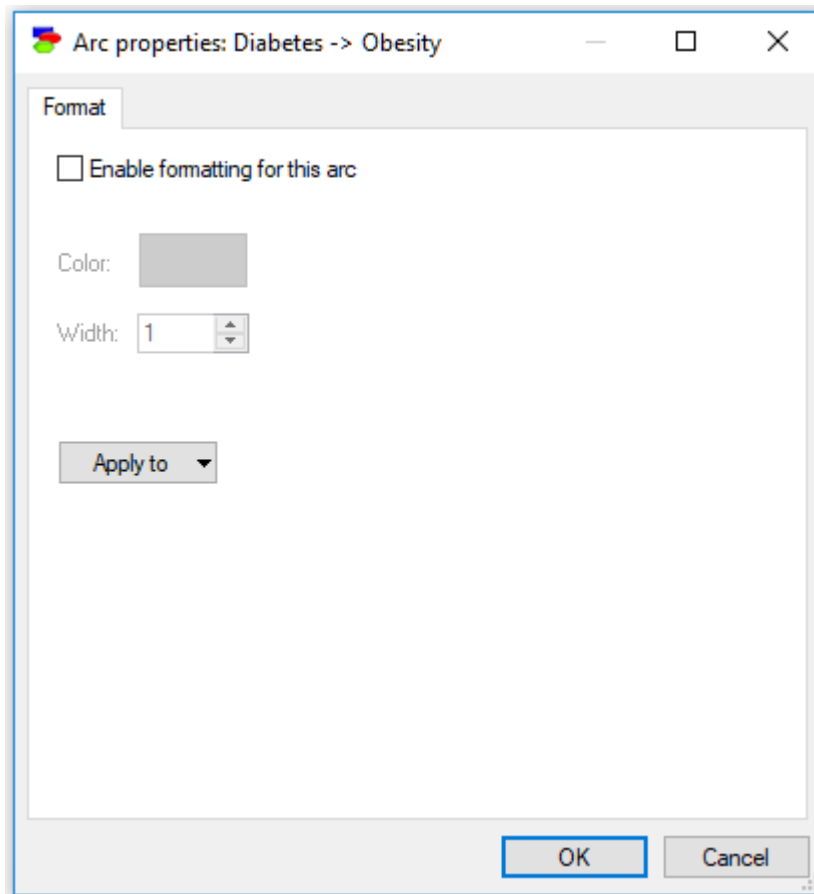 Arc properties: Diabetes -> Obesity
Format
Enable formatting for this arc
Color:
Width: 1
Apply to
OK Cancel